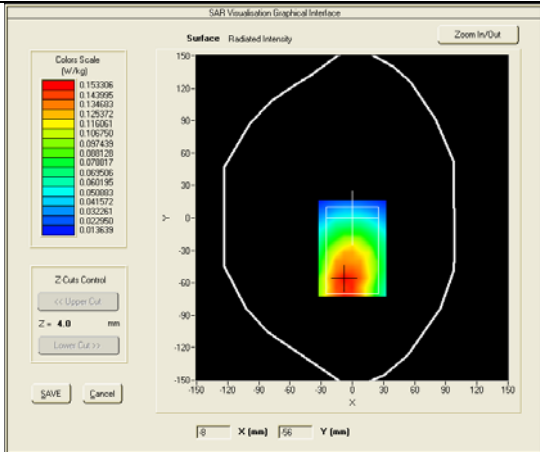 SAR Visualisation Graphical Interface
Surface Radiated Intensity
Zoom In/Out
Colors Scale
(W/kg)
0.153306
0.143995
0.134683
0.125372
0.116061
0.106750
0.097439
0.088128
0.078817
0.069506
0.060195
0.050883
0.041572
0.032261
0.022950
0.013639
Z-Cuts Control
<< Upper Cut
Z = 4.0 mm
Lower Cut >>
SAVE Cancel
150
120
90
60
30
0
-30
-60
-90
-120
-150
Y
-150 -120 -90 -60 -30 0 30 60 90 120 150
X
-8 X (mm) -56 Y (mm)